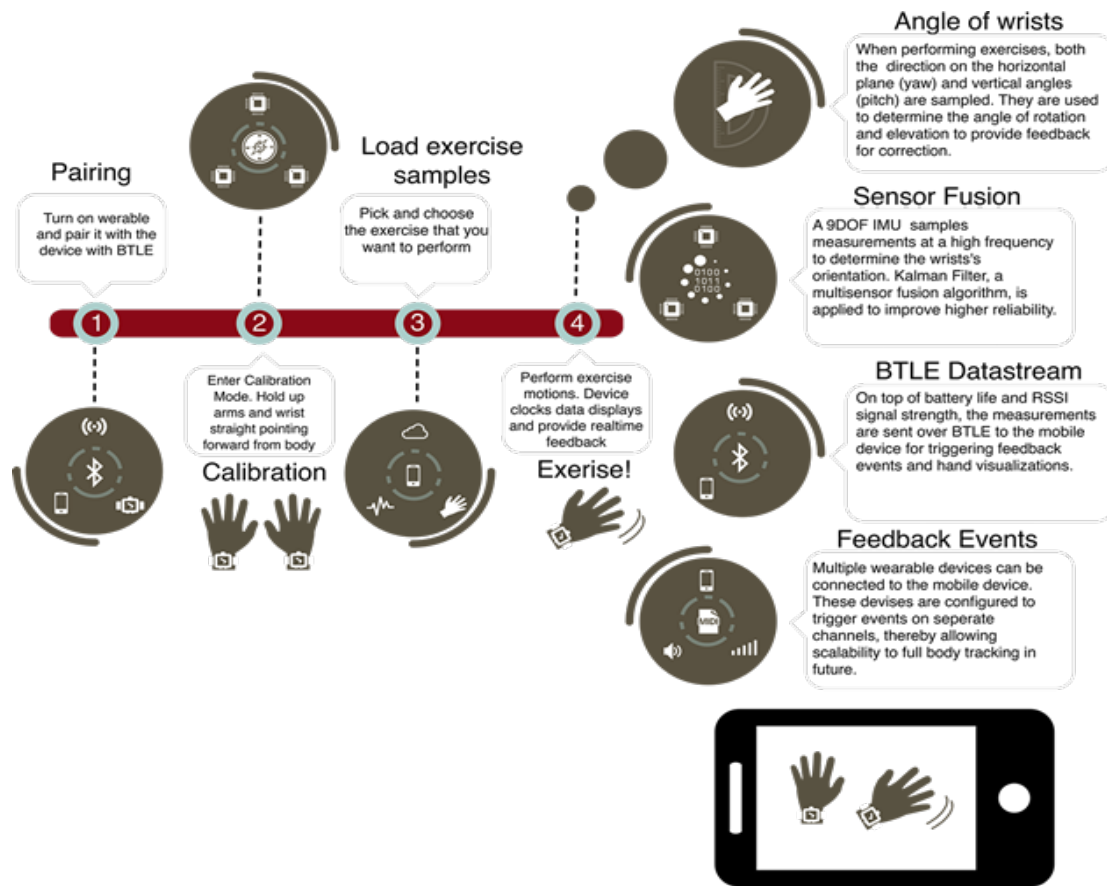 Pairing
Turn on werable
and pair it with the
device with BTLE
1
2
Enter Calibration
Mode. Hold up
arms and wrist
straight pointing
forward from body
Calibration
Load exercise
samples
Pick and choose
the exercise that you
want to perform
3
4
Perform exercise
motions. Device
clocks data displays
and provide realtime
feedback
Exerise!
Angle of wrists
When performing exercises, both
the direction on the horizontal
plane (yaw) and vertical angles
(pitch) are sampled. They are used
to determine the angle of rotation
and elevation to provide feedback
for correction.
Sensor Fusion
A 9DOF IMU samples
measurements at a high frequency
to determine the wrists's
orientation. Kalman Filter, a
multisensor fusion algorithm, is
applied to improve higher reliability.
0100
1011
0100
BTLE Datastream
On top of battery life and RSSI
signal strength, the measurements
are sent over BTLE to the mobile
device for triggering feedback
events and hand visualizations.
Feedback Events
Multiple wearable devices can be
connected to the mobile device.
These devises are configured to
trigger events on seperate
channels, thereby allowing
scalability to full body tracking in
future.
MIDI